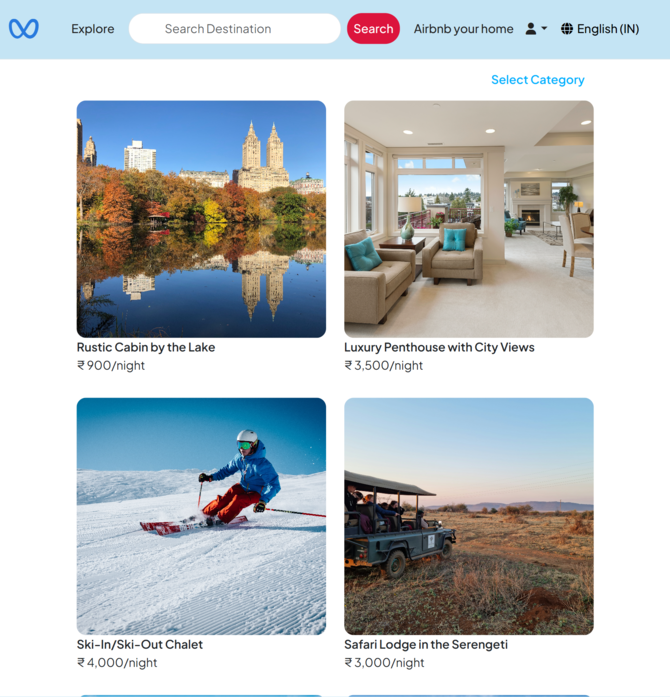 Explore
Search Destination
Search
Airbnb your home
English (IN)
Select Category
Rustic Cabin by the Lake
₹ 900/night
Luxury Penthouse with City Views
₹ 3,500/night
Ski-In/Ski-Out Chalet
₹ 4,000/night
Safari Lodge in the Serengeti
₹ 3,000/night